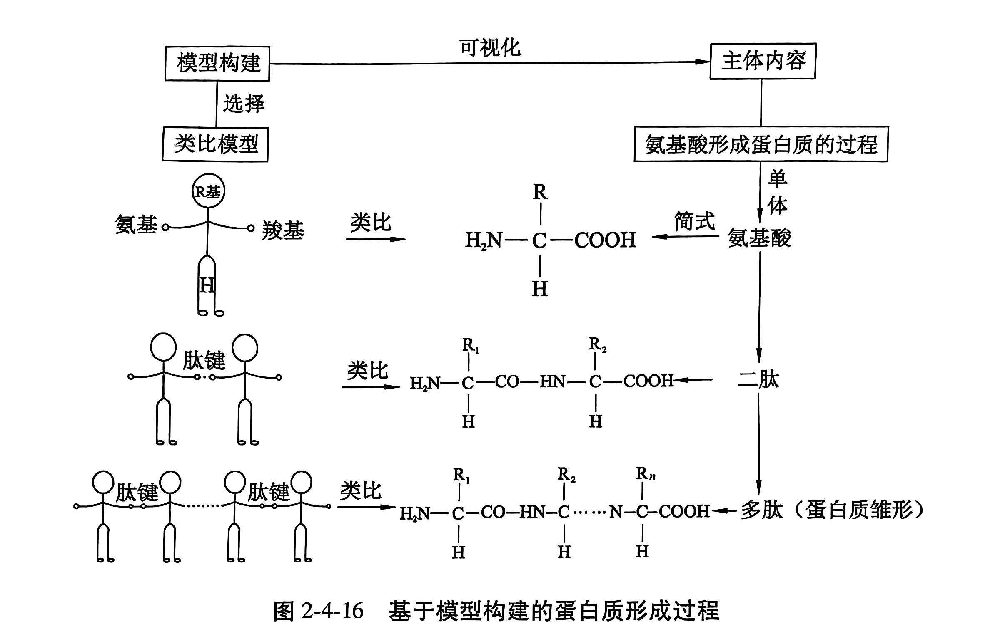 可视化
模型构建
主体内容
选择
类比模型
氨基酸形成蛋白质的过程
单体
R基
氨基
羧基
H
类比
R
H₂N—C—COOH
H
简式
氨基酸
肽键
类比
R₁ R₂
H₂N—C—CO—HN—C—COOH
H H
二肽
肽键
肽键
类比
R₁ R₂ Rn
H₂N—C—CO—HN—C……N—C—COOH
H H H
多肽（蛋白质雏形）
图 2-4-16 基于模型构建的蛋白质形成过程